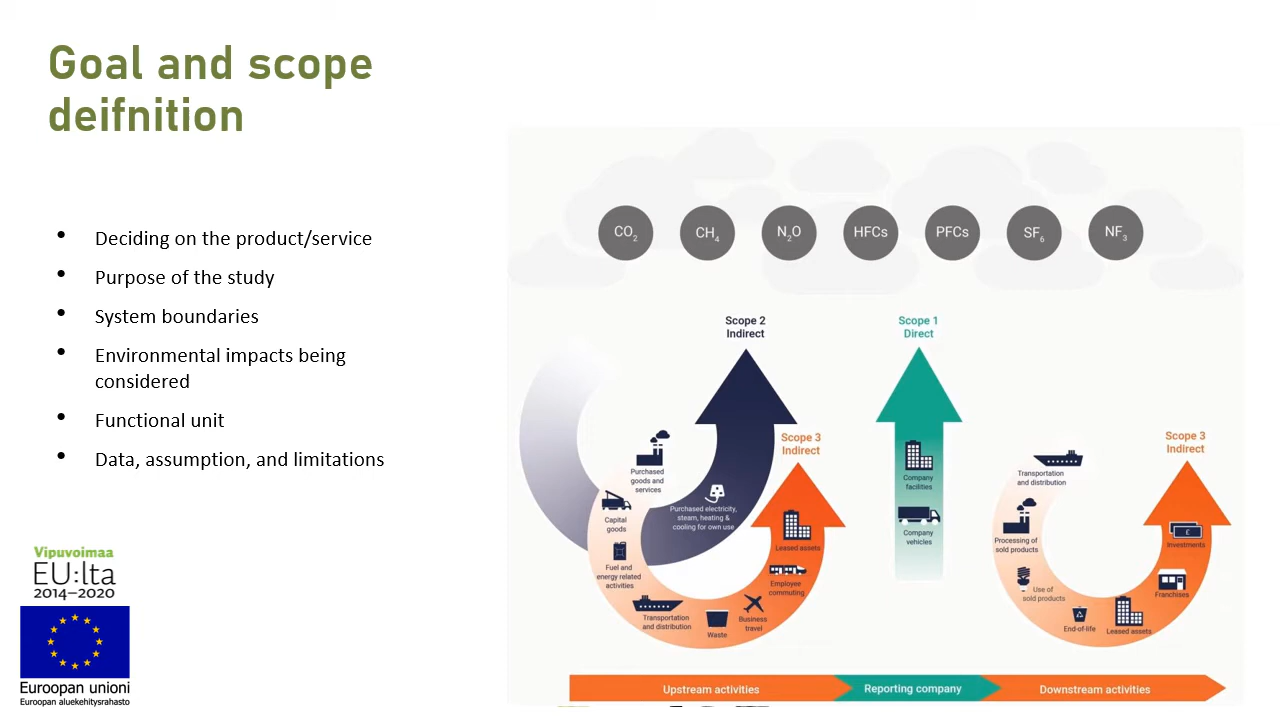 Goal and scope
deifnition
• Deciding on the product/service
• Purpose of the study
• System boundaries
• Environmental impacts being
considered
• Functional unit
• Data, assumption, and limitations
Vipuvoimaa
EU:lta
2014–2020
Euroopan unioni
Euroopan aluekehitysrahasto
CO₂
CH₄
N₂O
HFCs
PFCs
SF₆
NF₃
Scope 2
Indirect
Purchased electricity,
steam, heating &
cooling for own use
Scope 3
Indirect
Purchased
goods and
services
Capital
goods
Fuel and
energy related
activities
Transportation
and distribution
Waste
Business
travel
Employee
commuting
Leased assets
Scope 1
Direct
Company
facilities
Company
vehicles
Scope 3
Indirect
Transportation
and distribution
Processing of
sold products
Use of
sold products
End-of-life
Leased assets
Franchises
£
Investments
Upstream activities
Reporting company
Downstream activities